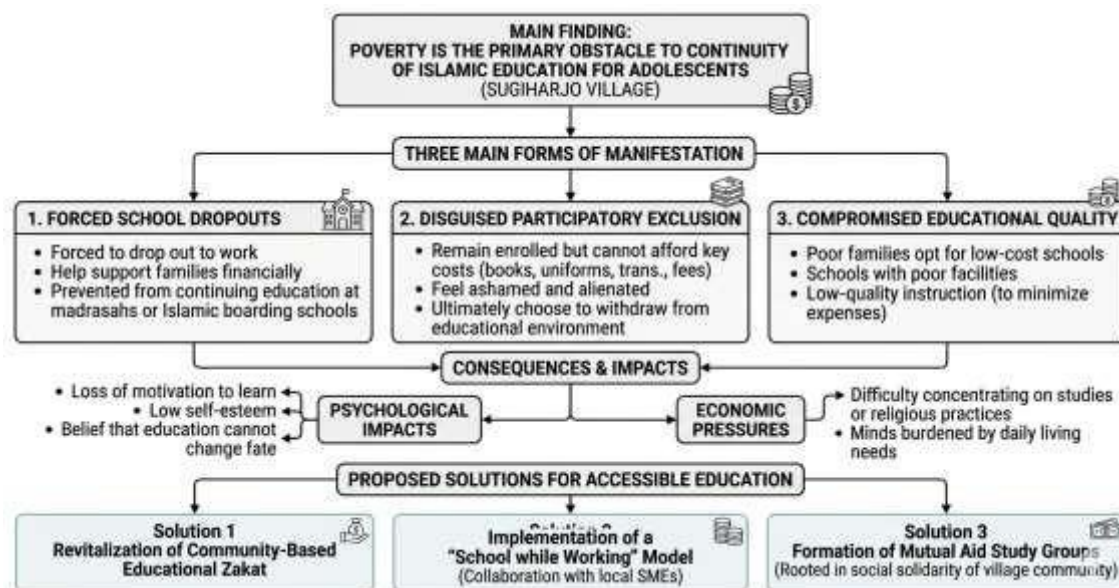 MAIN FINDING:
POVERTY IS THE PRIMARY OBSTACLE TO CONTINUITY
OF ISLAMIC EDUCATION FOR ADOLESCENTS
(SUGIHARJO VILLAGE)
THREE MAIN FORMS OF MANIFESTATION
1. FORCED SCHOOL DROPOUTS
• Forced to drop out to work
• Help support families financially
• Prevented from continuing education at
madrasahs or Islamic boarding schools
2. DISGUISED PARTICIPATORY EXCLUSION
• Remain enrolled but cannot afford key
costs (books, uniforms, trans., fees)
• Feel ashamed and alienated
• Ultimately choose to withdraw from
educational environment
3. COMPROMISED EDUCATIONAL QUALITY
• Poor families opt for low-cost schools
• Schools with poor facilities
• Low-quality instruction (to minimize
expenses)
CONSEQUENCES & IMPACTS
• Loss of motivation to learn
• Low self-esteem
• Belief that education cannot
change fate
PSYCHOLOGICAL
IMPACTS
ECONOMIC
PRESSURES
• Difficulty concentrating on studies
or religious practices
• Minds burdened by daily living
needs
PROPOSED SOLUTIONS FOR ACCESSIBLE EDUCATION
Solution 1
Revitalization of Community-Based
Educational Zakat
Implementation of a
"School while Working" Model
(Collaboration with local SMEs)
Solution 3
Formation of Mutual Aid Study Groups
(Rooted in social solidarity of village community)